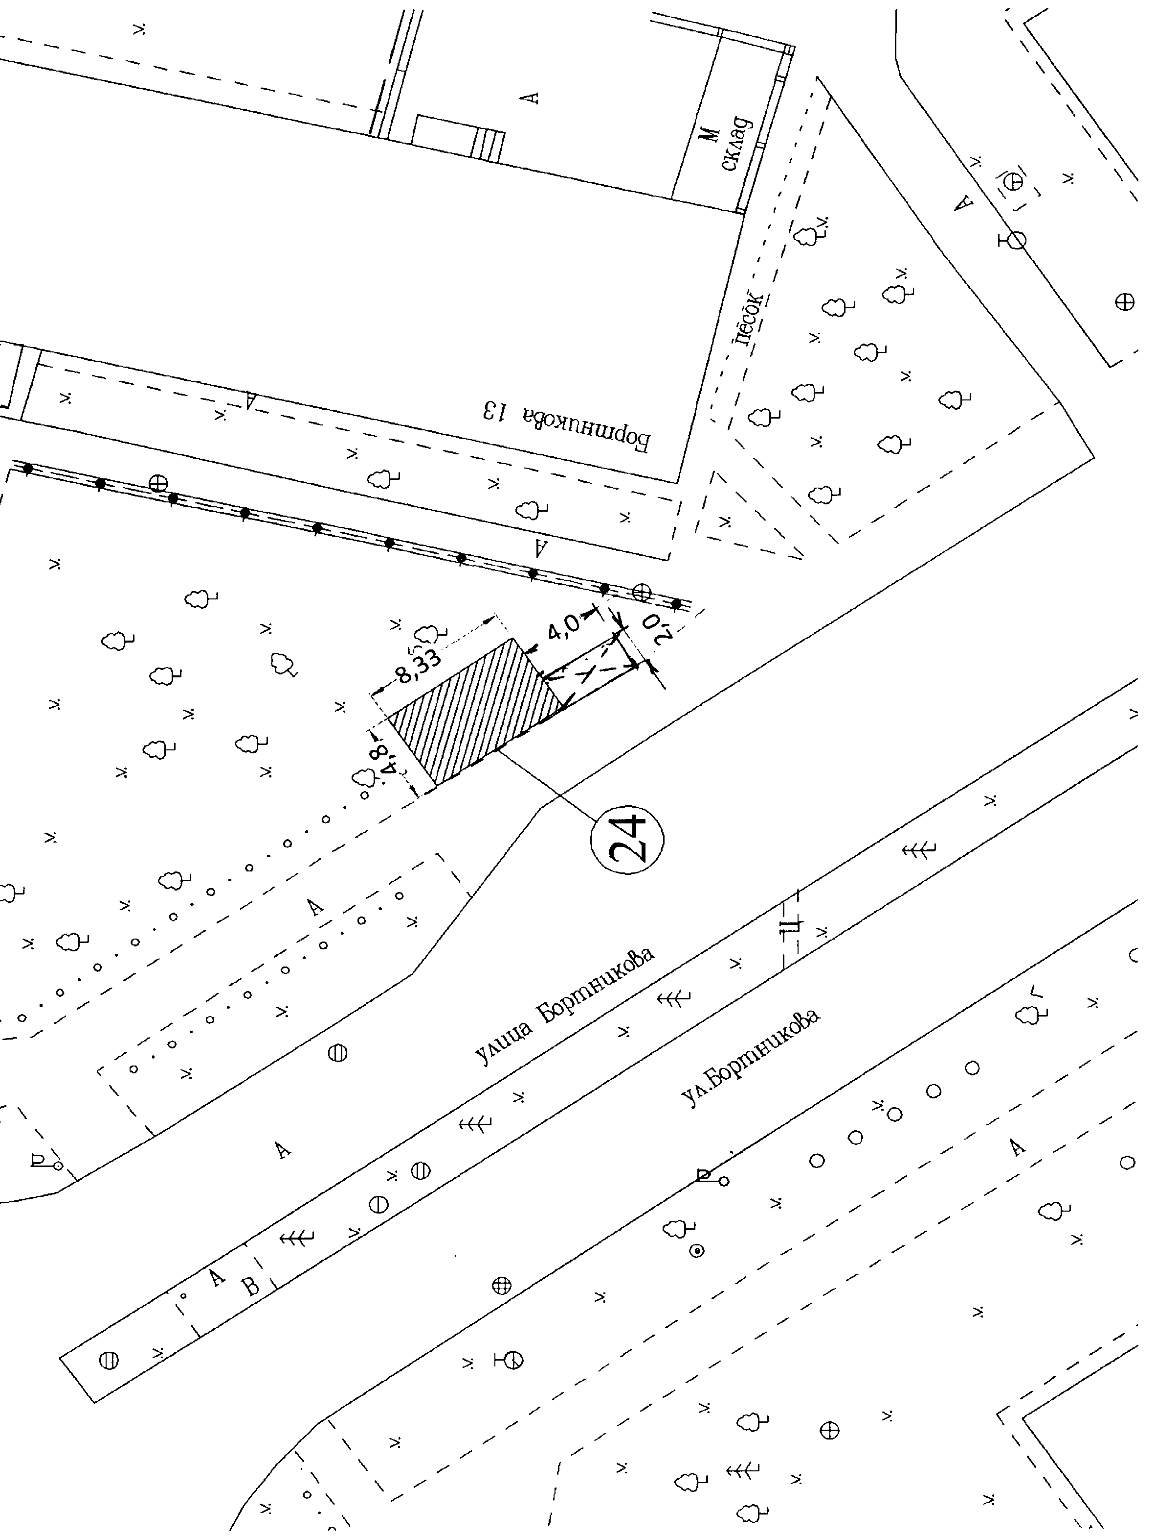 А
М
склад
А
песок
А
Бортникова 13
А
4,0
2,0
8,33
4,8
24
А
Ц
улица Бортникова
ул.Бортникова
А
А
А
В